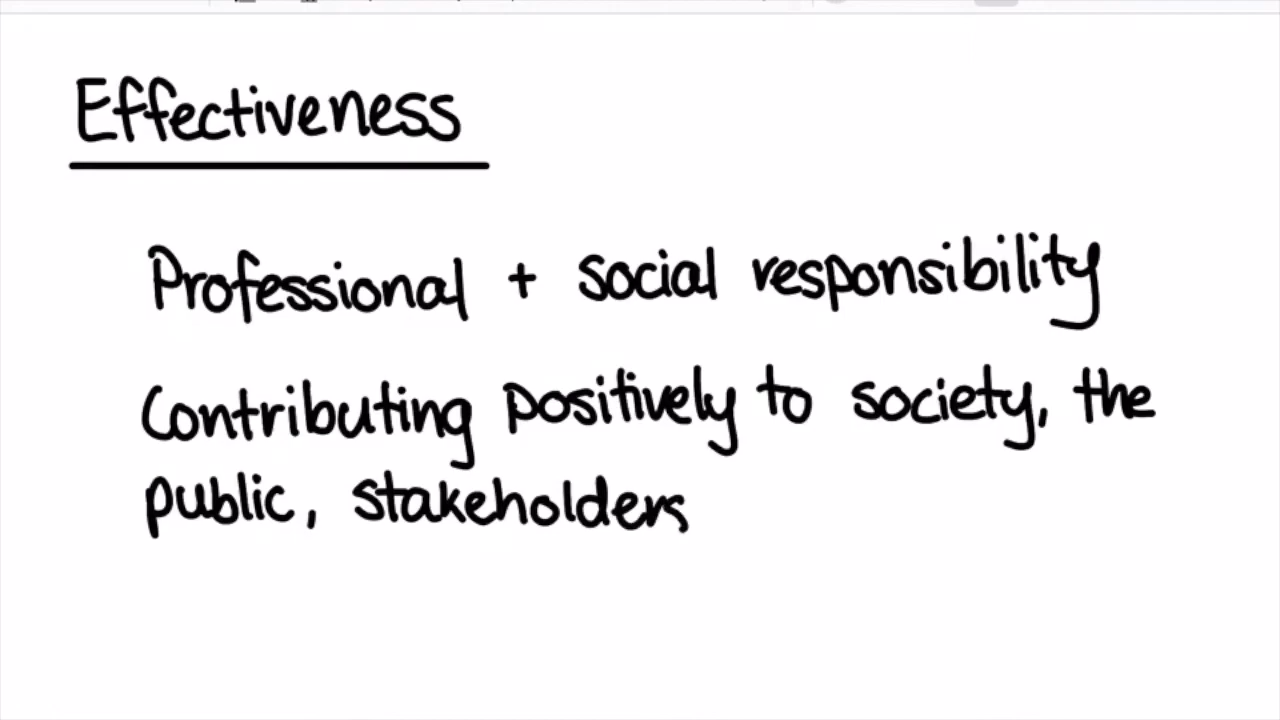 Effectiveness
Professional + social responsibility
Contributing positively to society, the
public, stakeholders